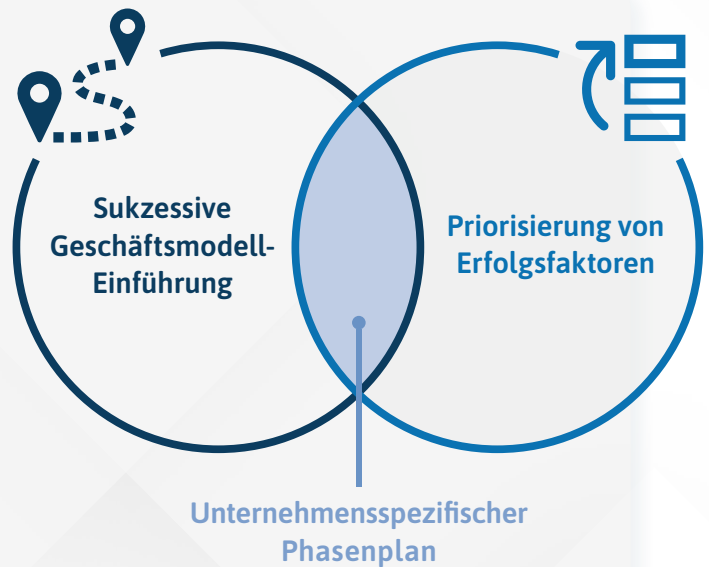 Sukzessive
Geschäftsmodell-
Einführung
Priorisierung von
Erfolgsfaktoren
Unternehmensspezifischer
Phasenplan